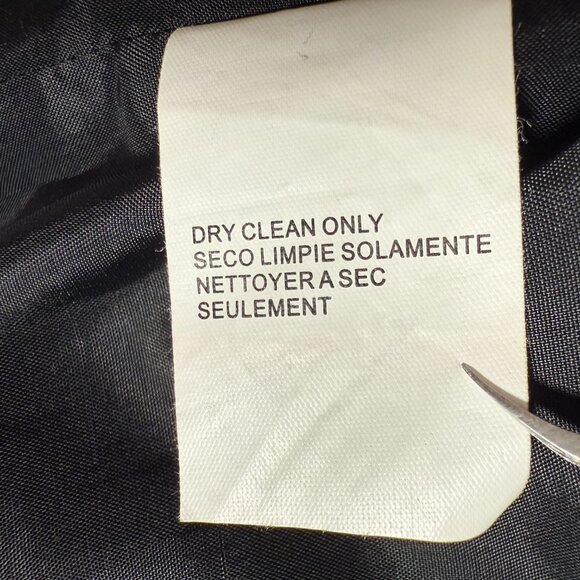 DRY CLEAN ONLY
SECO LIMPIE SOLAMENTE
NETTOYER A SEC
SEULEMENT